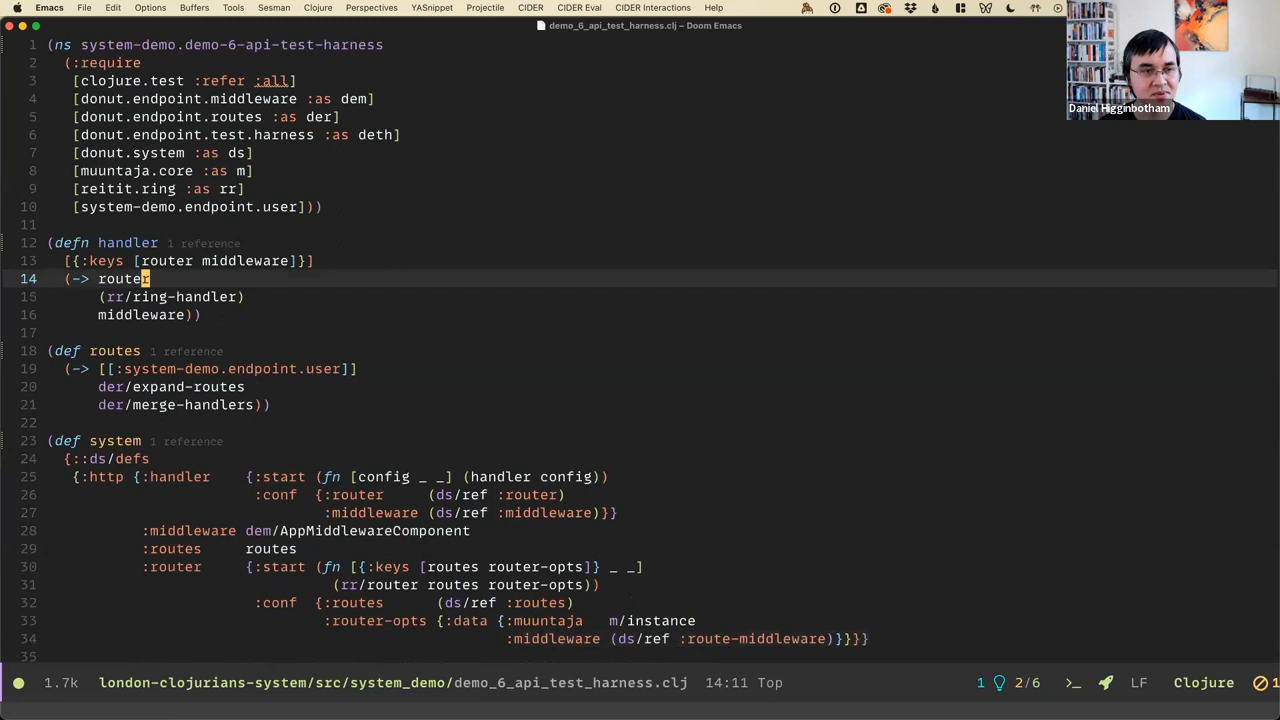 Emacs File Edit Options Buffers Tools Sesman Clojure Perspectives YASnippet Projectile CIDER CIDER Eval CIDER Interactions Help
demo_6_api_test_harness.clj – Doom Emacs
Daniel Higginbotham
1 (ns system-demo.demo-6-api-test-harness
2 (:require
3 [clojure.test :refer :all]
4 [donut.endpoint.middleware :as dem]
5 [donut.endpoint.routes :as der]
6 [donut.endpoint.test.harness :as deth]
7 [donut.system :as ds]
8 [muuntaja.core :as m]
9 [reitit.ring :as rr]
10 [system-demo.endpoint.user]))
11
12 (defn handler 1 reference
13 [{:keys [router middleware]}]
14 (-> router
15 (rr/ring-handler)
16 middleware))
17
18 (def routes 1 reference
19 (-> [[:system-demo.endpoint.user]]
20 der/expand-routes
21 der/merge-handlers))
22
23 (def system 1 reference
24 {::ds/defs
25 {:http {:handler {:start (fn [config _ _] (handler config))
26 :conf {:router (ds/ref :router)
27 :middleware (ds/ref :middleware)}}
28 :middleware dem/AppMiddlewareComponent
29 :routes routes
30 :router {:start (fn [{:keys [routes router-opts]} _ _]
31 (rr/router routes router-opts))
32 :conf {:routes (ds/ref :routes)
33 :router-opts {:data {:muuntaja m/instance
34 :middleware (ds/ref :route-middleware)}}}}
35
1.7k london-clojurians-system/src/system_demo/demo_6_api_test_harness.clj 14:11 Top 1 2/6 >_ LF Clojure 1